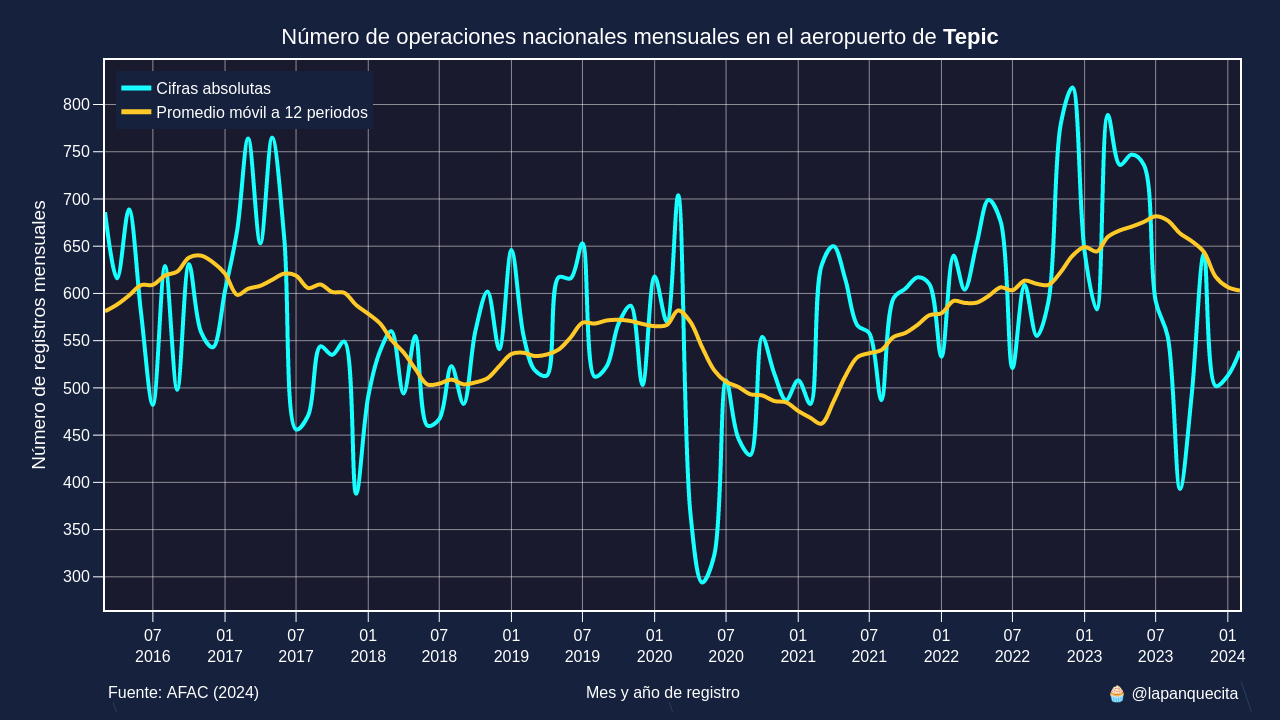 Número de operaciones nacionales mensuales en el aeropuerto de Tepic
Cifras absolutas
Promedio móvil a 12 periodos
Número de registros mensuales
800
750
700
650
600
550
500
450
400
350
300
07 01 07 01 07 01 07 01 07 01 07 01 07 01 07 01
2016 2017 2017 2018 2018 2019 2019 2020 2020 2021 2021 2022 2022 2023 2023 2024
Fuente: AFAC (2024) Mes y año de registro 🧁 @lapanquecita